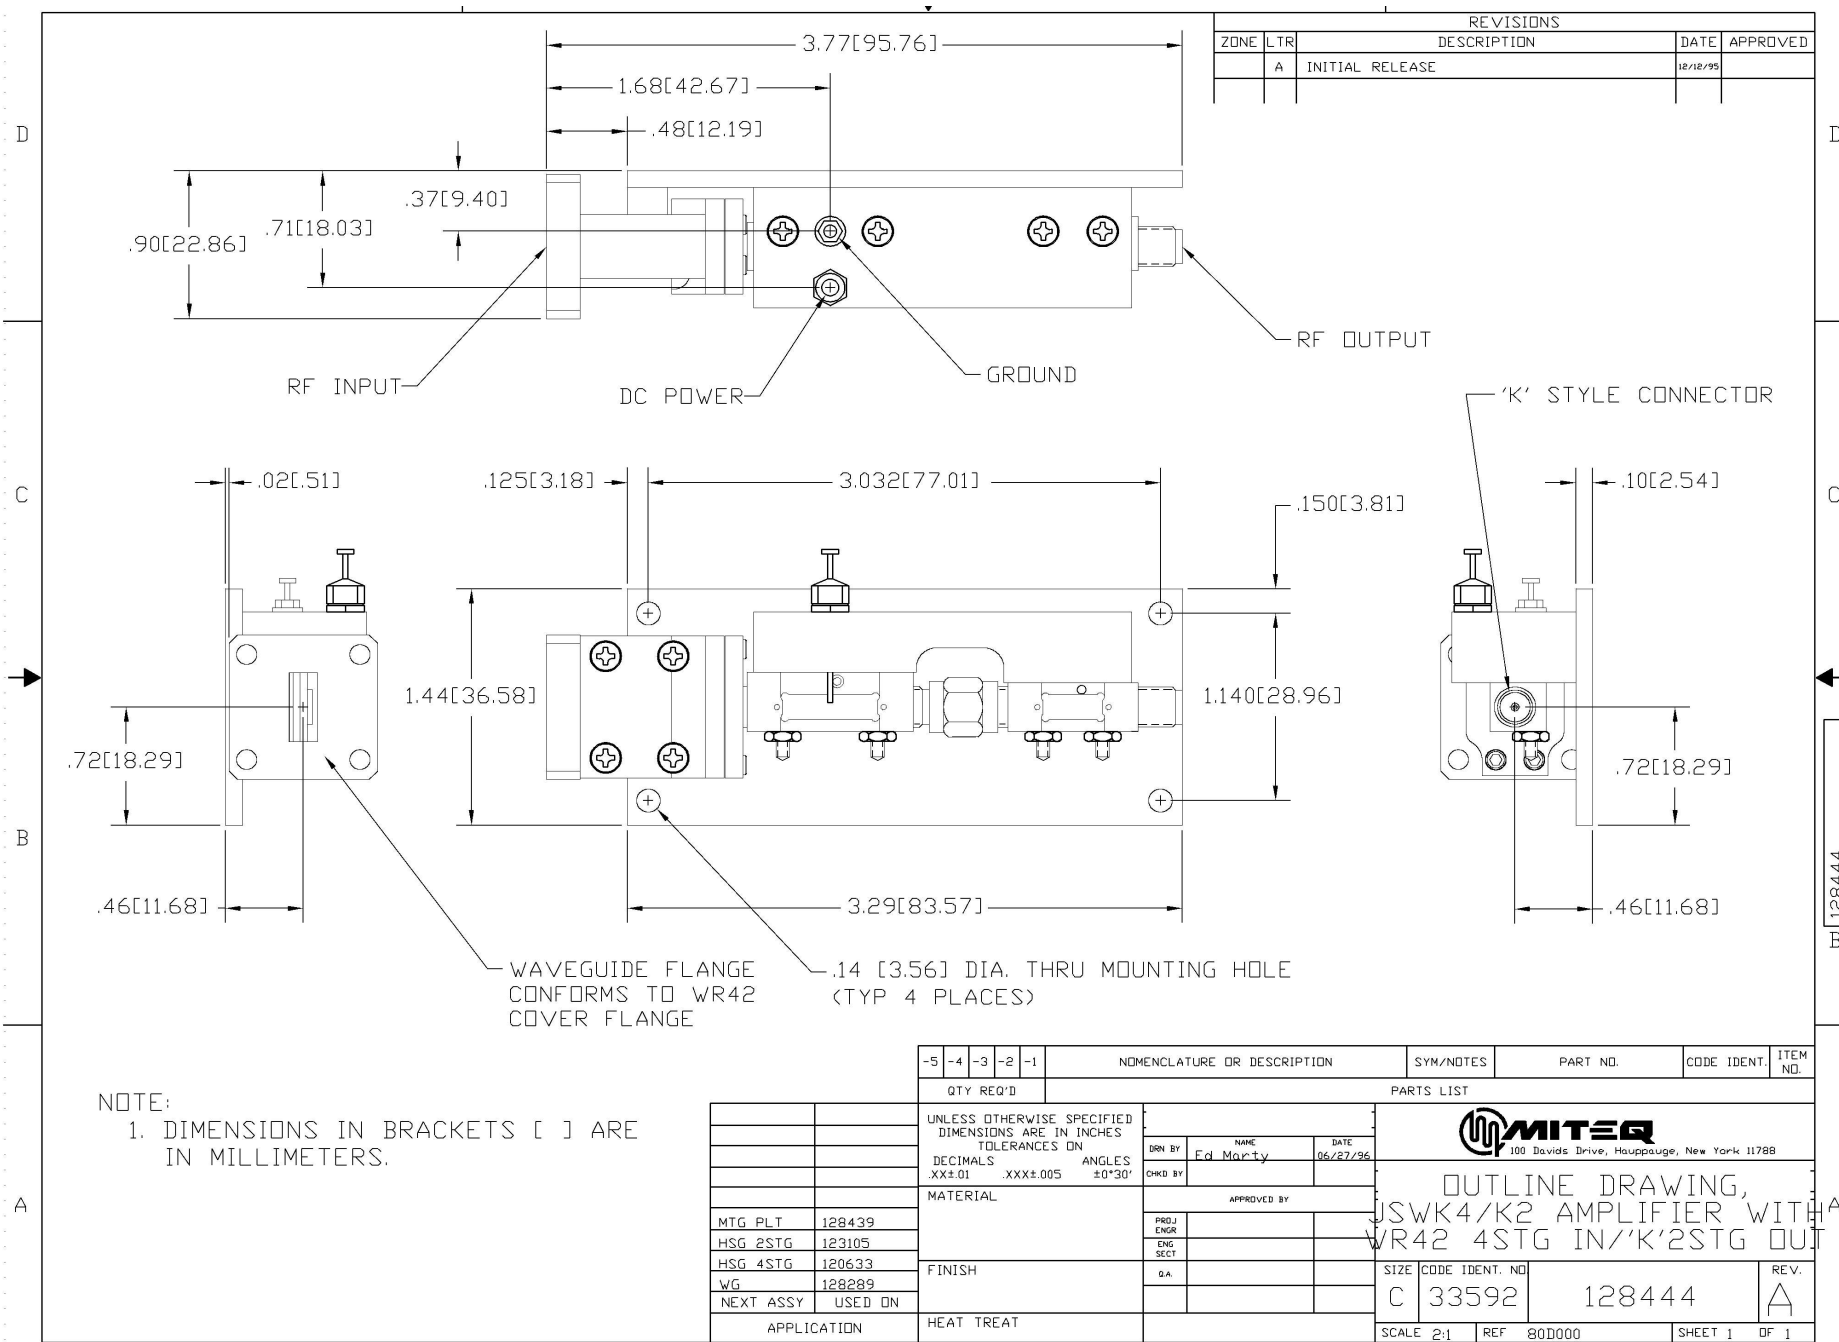 REVISIONS
ZONE LTR DESCRIPTION DATE APPROVED
A INITIAL RELEASE 12/12/95
3.77[95.76]
1.68[42.67]
.48[12.19]
.37[9.40]
.71[18.03]
.90[22.86]
RF INPUT
DC POWER
GROUND
RF OUTPUT
'K' STYLE CONNECTOR
.02[.51]
.125[3.18]
3.032[77.01]
.150[3.81]
.10[2.54]
1.44[36.58]
1.140[28.96]
.72[18.29]
.72[18.29]
.46[11.68]
3.29[83.57]
.46[11.68]
WAVEGUIDE FLANGE
CONFORMS TO WR42
COVER FLANGE
.14 [3.56] DIA. THRU MOUNTING HOLE
(TYP 4 PLACES)
D
D
C
C
B
B
A
A
128444
NOTE:
1. DIMENSIONS IN BRACKETS [ ] ARE
IN MILLIMETERS.
-5 -4 -3 -2 -1 NOMENCLATURE OR DESCRIPTION SYM/NOTES PART NO. CODE IDENT. ITEM NO.
QTY REQ'D PARTS LIST
UNLESS OTHERWISE SPECIFIED
DIMENSIONS ARE IN INCHES
TOLERANCES ON
DECIMALS ANGLES
.XX±.01 .XXX±.005 ±0°30'
MATERIAL
FINISH
HEAT TREAT
MTG PLT 128439
HSG 2STG 123105
HSG 4STG 120633
WG 128289
NEXT ASSY USED ON
APPLICATION
NAME DATE
DRN BY Ed Marty 06/27/96
CHKD BY
APPROVED BY
PROJ ENGR
ENG SECT
Q.A.
MITEQ
100 Davids Drive, Hauppauge, New York 11788
OUTLINE DRAWING,
JSWK4/K2 AMPLIFIER WITH
WR42 4STG IN/'K'2STG OUT
SIZE CODE IDENT. NO REV.
C 33592 128444 A
SCALE 2:1 REF 80D000 SHEET 1 OF 1